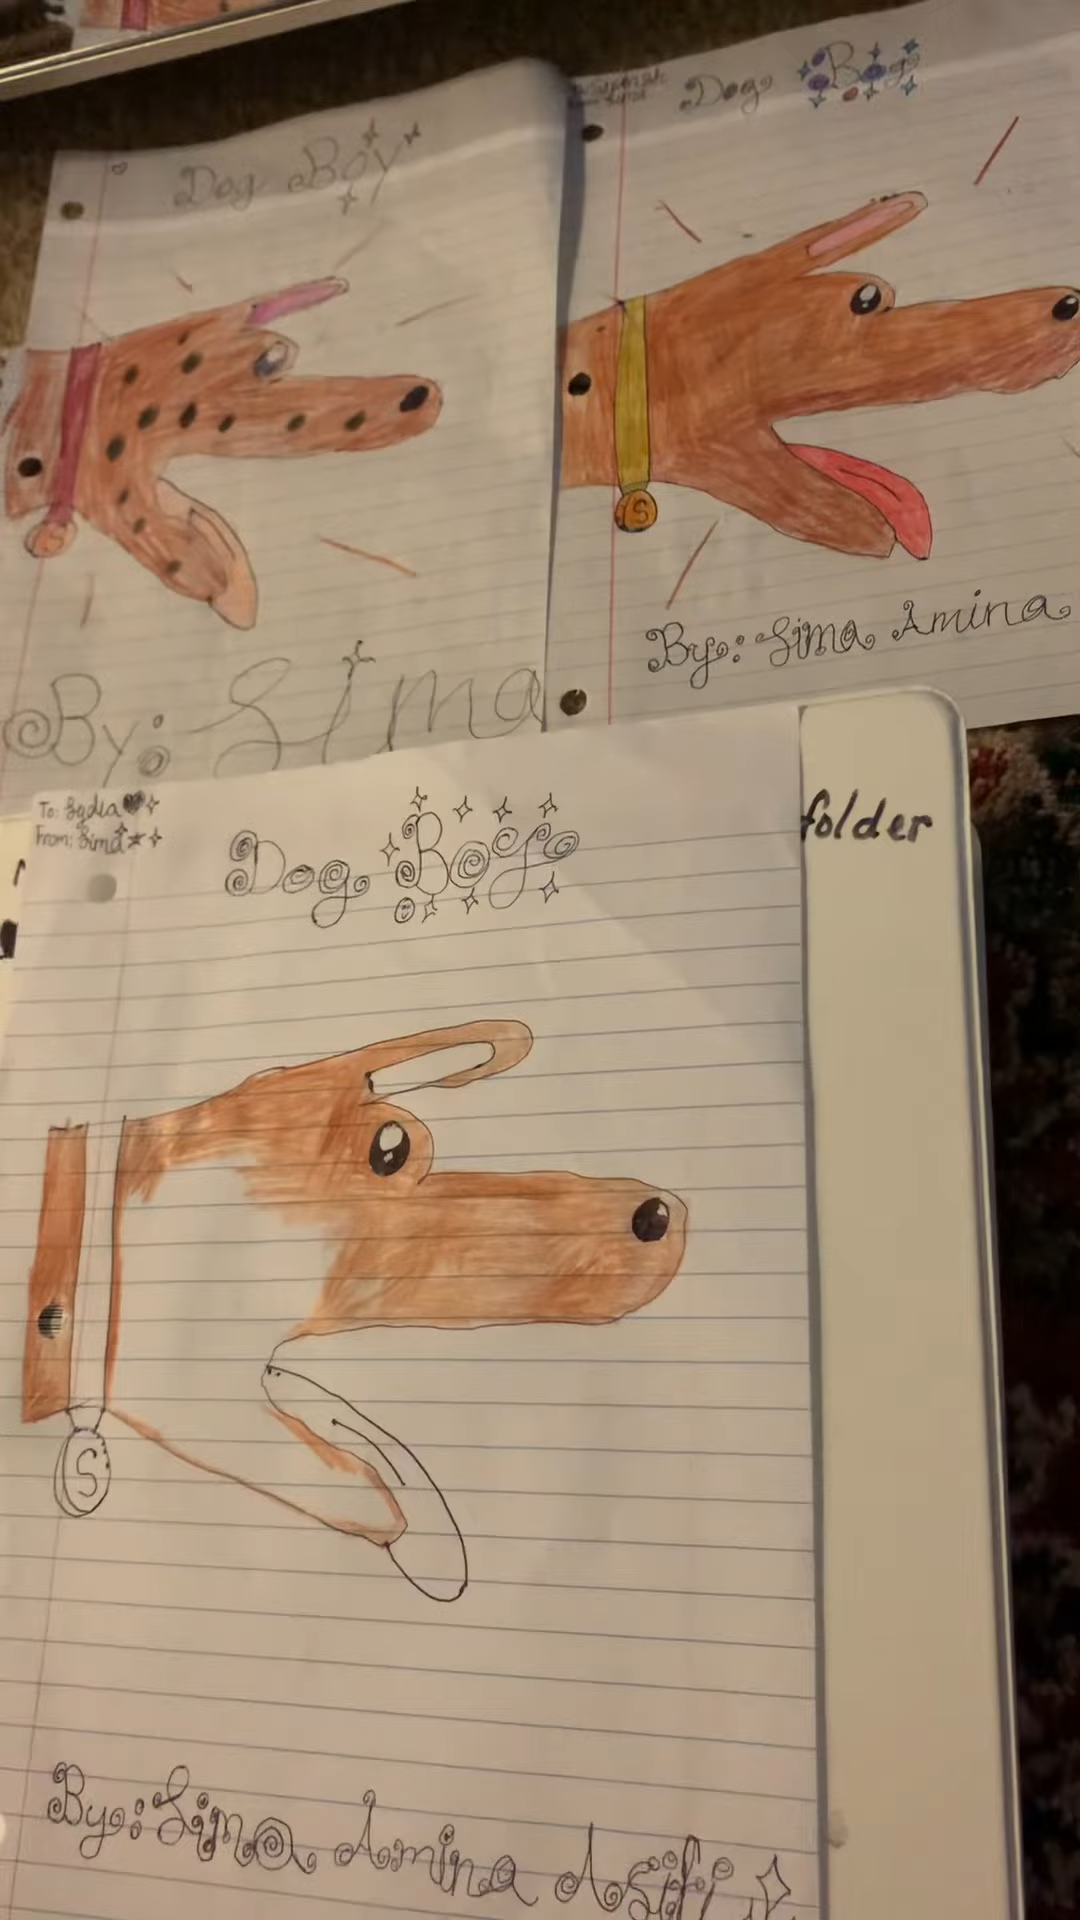 Dog Boy
By: Sima
Dog Boy
S
By: Sima Amina
To: Lydia
From: Sima
Dog Boy
S
By: Sima Amina Asifi
folder